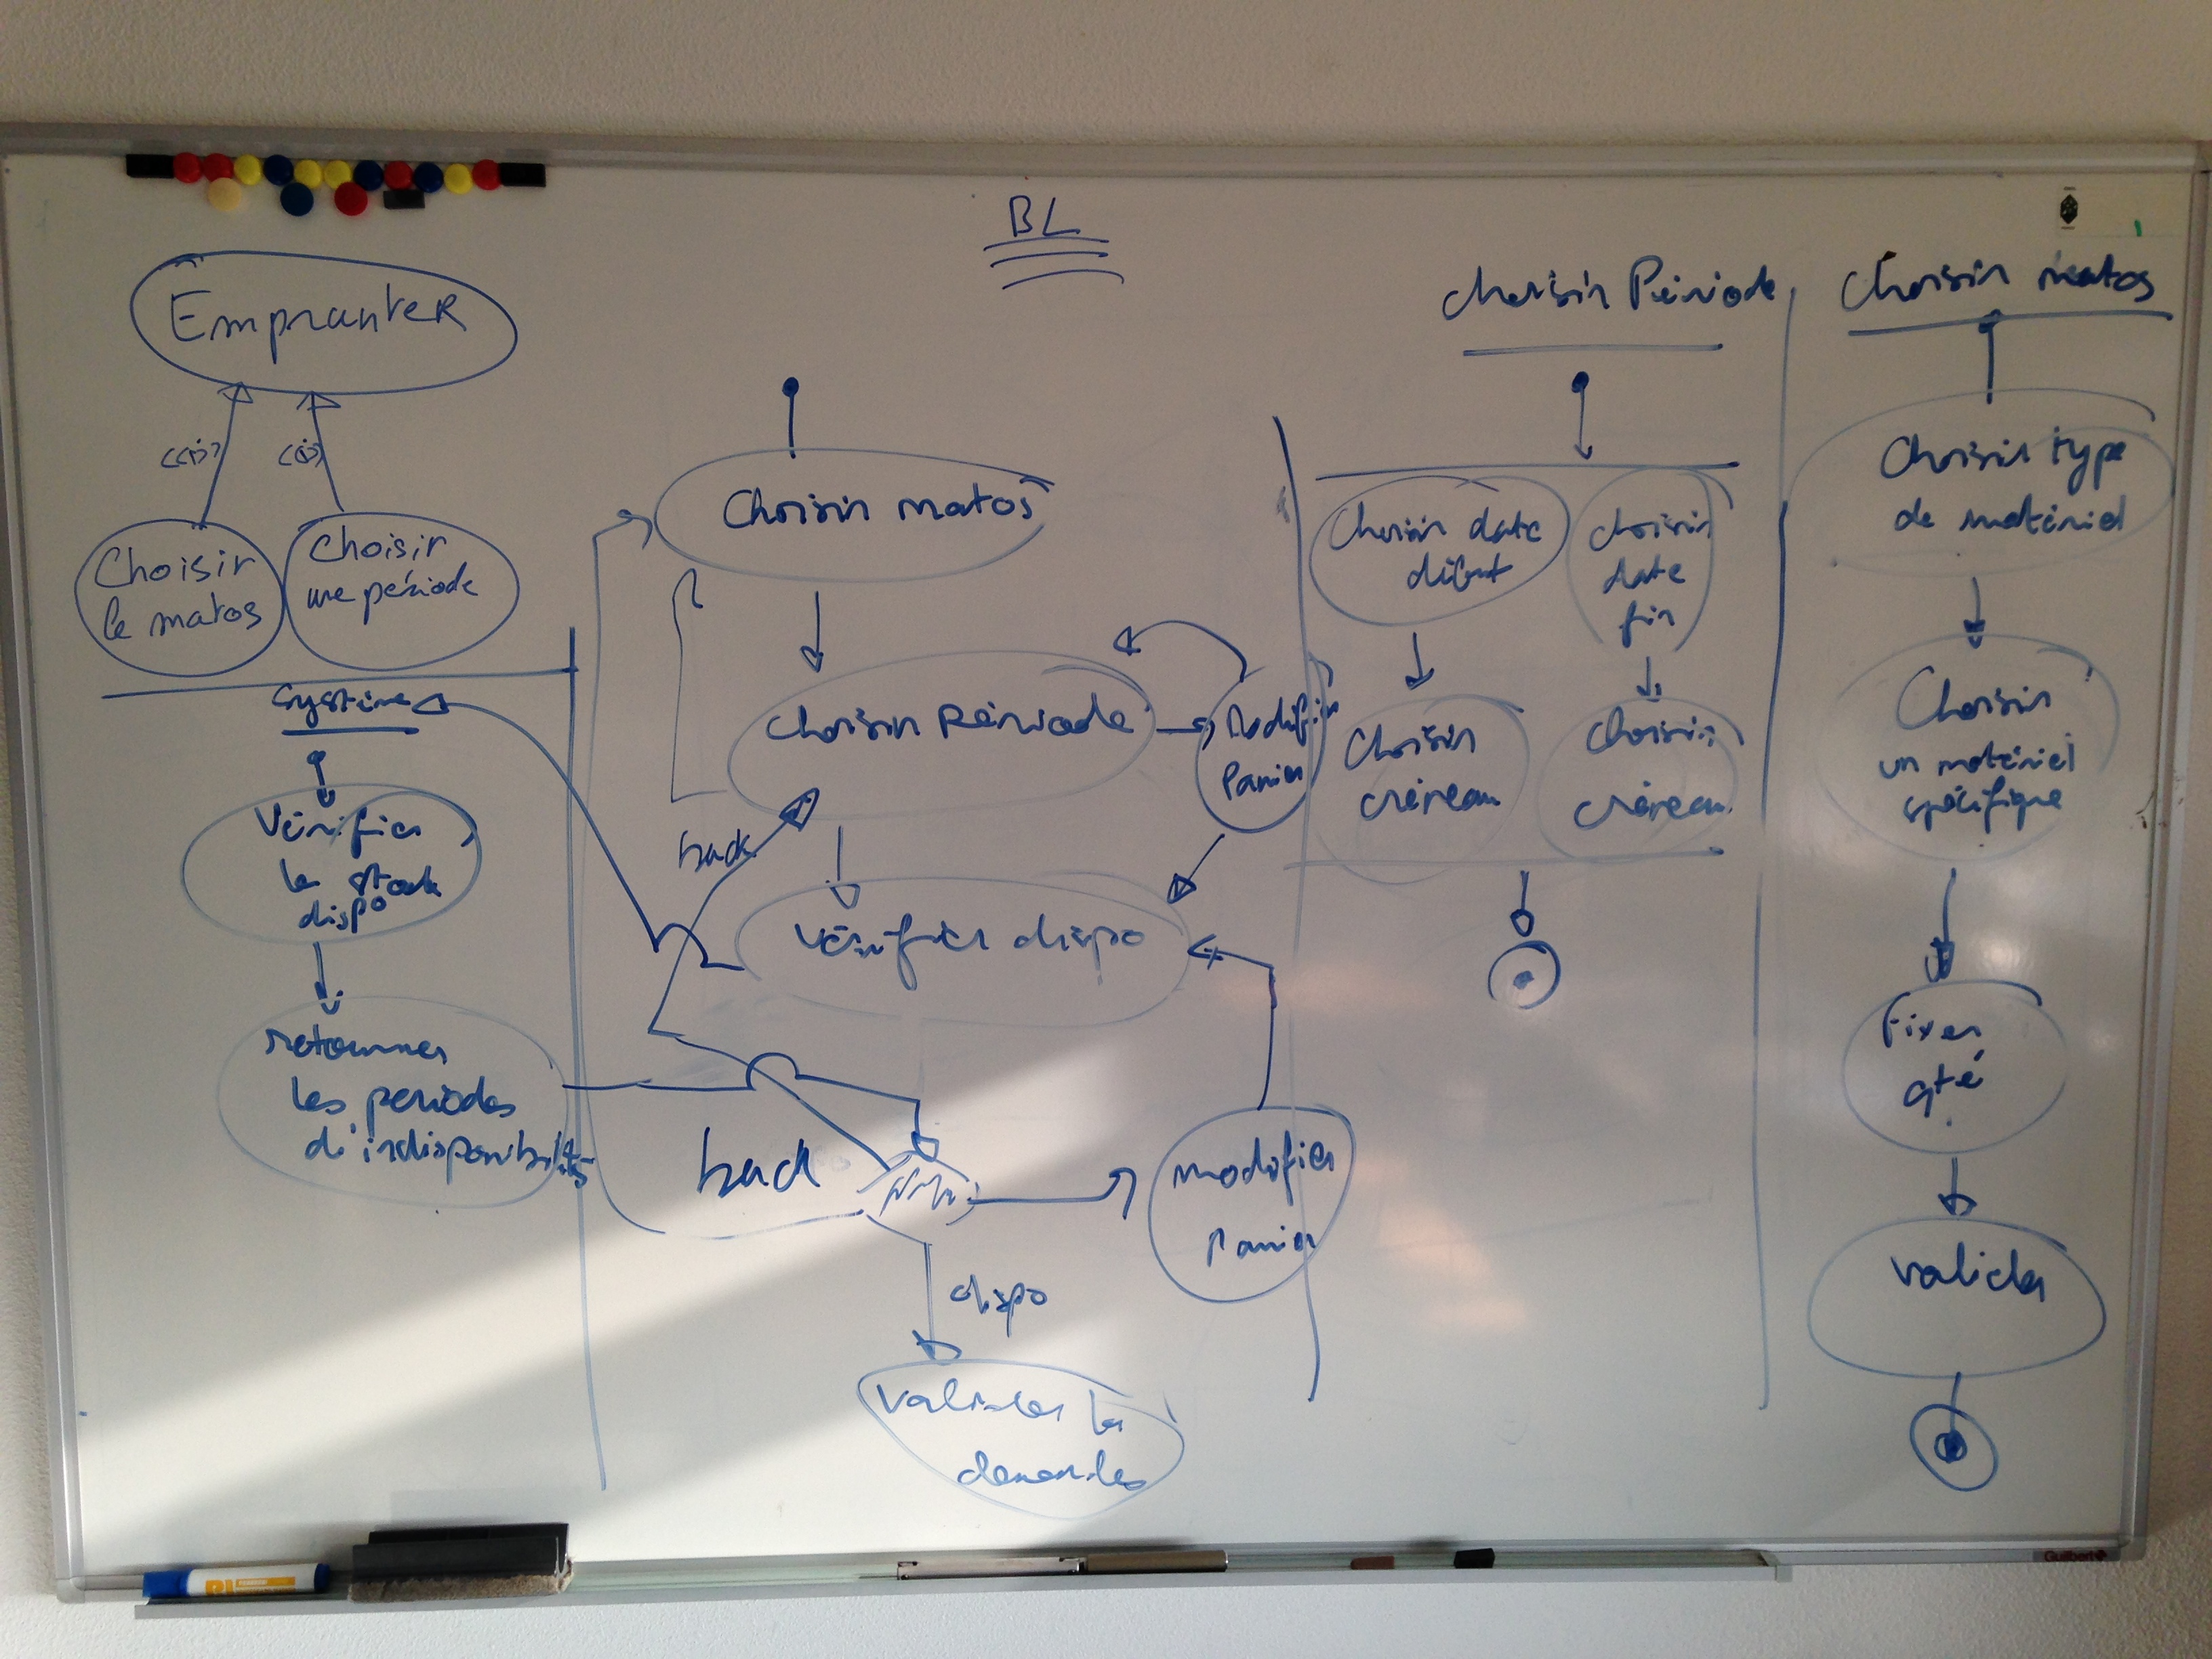 BL
Emprunter
Choisir
le matos
Choisir
une période
système
Vérifier
le stock
dispo
retourner
les périodes
d'indisponibilités
Choisir matos
Choisir Période
Modifier
Panier
back
Vérifier dispo
back
modifier
Panier
dispo
Valider les
demandes
Choisir Période
Choisir date
début
choisir
date
fin
Choisir
créneau
Choisir
créneau
Choisir matos
Choisir type
de matériel
Choisir
un matériel
spécifique
Fixer
qté
valider
Guilbert